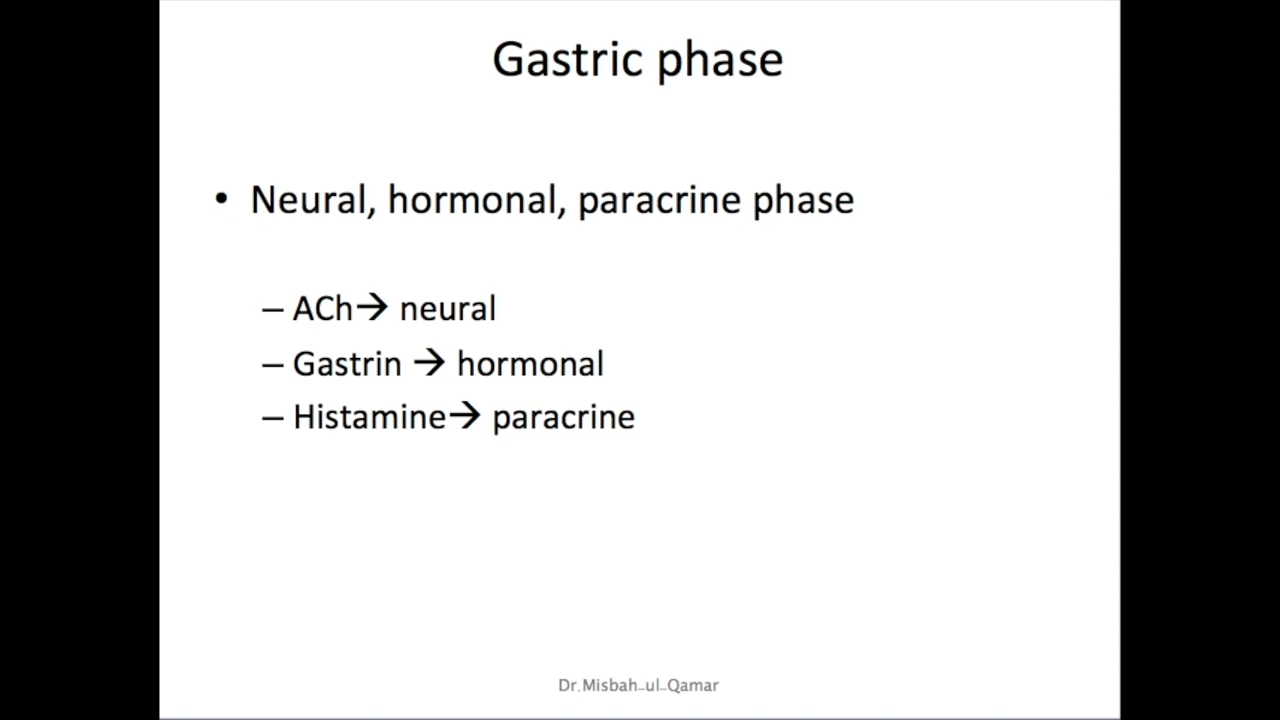 Gastric phase
• Neural, hormonal, paracrine phase
– ACh→ neural
– Gastrin → hormonal
– Histamine→ paracrine
Dr.Misbah-ul-Qamar